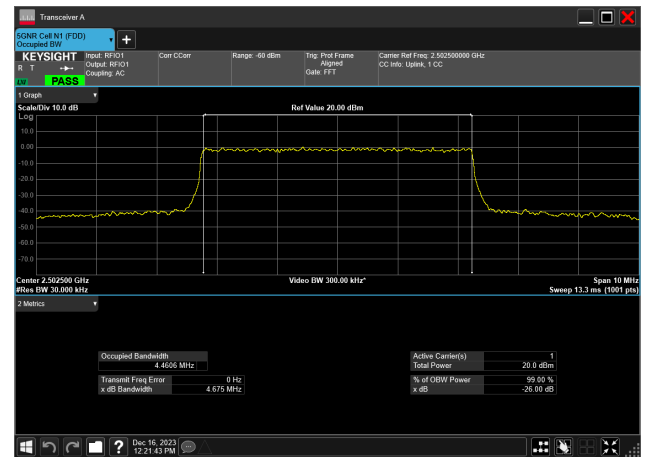 Transceiver A
5GNR Cell N1 (FDD)
Occupied BW
KEYSIGHT
R T
LXI
PASS
Input: RFIO1
Output: RFIO1
Coupling: AC
Corr CCorr
Range: -60 dBm
Trig: Prot Frame
Aligned
Gate: FFT
Carrier Ref Freq: 2.502500000 GHz
CC Info: Uplink, 1 CC
1 Graph
Scale/Div 10.0 dB
Ref Value 20.00 dBm
Log
10.0
0.00
-10.0
-20.0
-30.0
-40.0
-50.0
-60.0
-70.0
Center 2.502500 GHz
Video BW 300.00 kHz*
Span 10 MHz
#Res BW 30.000 kHz
Sweep 13.3 ms (1001 pts)
2 Metrics
Occupied Bandwidth
4.4606 MHz
Active Carrier(s) 1
Total Power 20.0 dBm
Transmit Freq Error 0 Hz
x dB Bandwidth 4.675 MHz
% of OBW Power 99.00 %
x dB -26.00 dB
?
Dec 16, 2023
12:21:43 PM